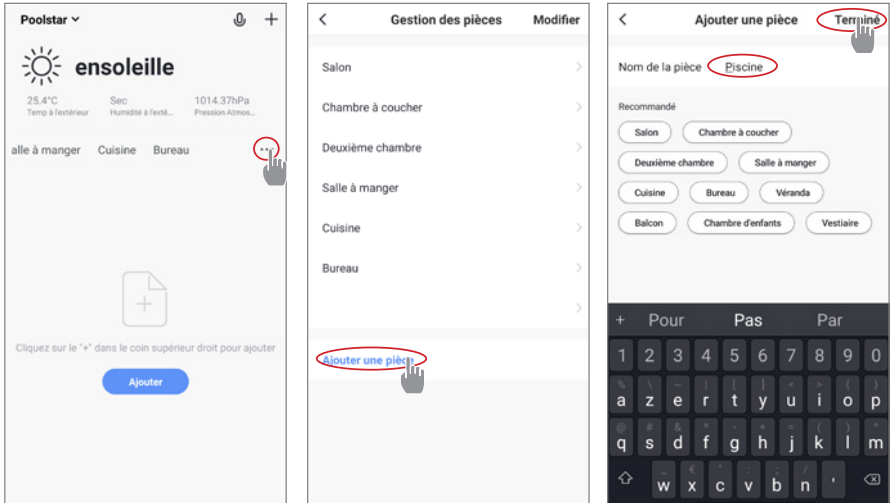 Poolstar
ensoleille
25.4°C Sec 1014.37hPa
Temp à l'extérieur Humidité à l'exté... Pression Atmos...
alle à manger Cuisine Bureau ...
Cliquez sur le "+" dans le coin supérieur droit pour ajouter
Ajouter
Gestion des pièces Modifier
Salon
Chambre à coucher
Deuxième chambre
Salle à manger
Cuisine
Bureau
Ajouter une pièce
Ajouter une pièce Terminé
Nom de la pièce Piscine
Recommandé
Salon Chambre à coucher
Deuxième chambre Salle à manger
Cuisine Bureau Véranda
Balcon Chambre d'enfants Vestiaire
+ Pour Pas Par
1 2 3 4 5 6 7 8 9 0
a z e r t y u i o p
q s d f g h j k l m
w x c v b n '